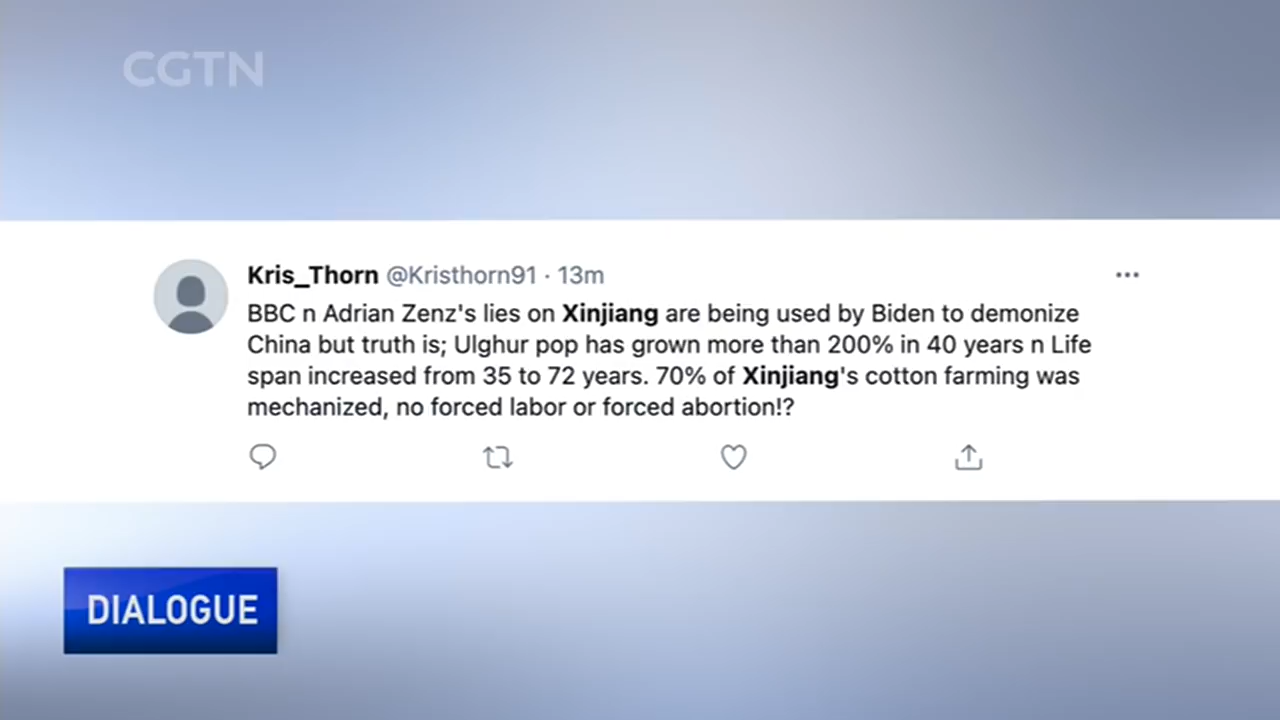 CGTN
Kris_Thorn @Kristhorn91 · 13m
BBC n Adrian Zenz's lies on Xinjiang are being used by Biden to demonize
China but truth is; Ulghur pop has grown more than 200% in 40 years n Life
span increased from 35 to 72 years. 70% of Xinjiang's cotton farming was
mechanized, no forced labor or forced abortion!?
DIALOGUE